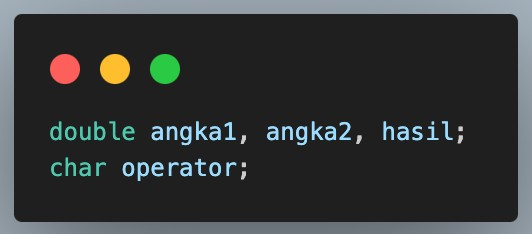 double angka1, angka2, hasil;
char operator;